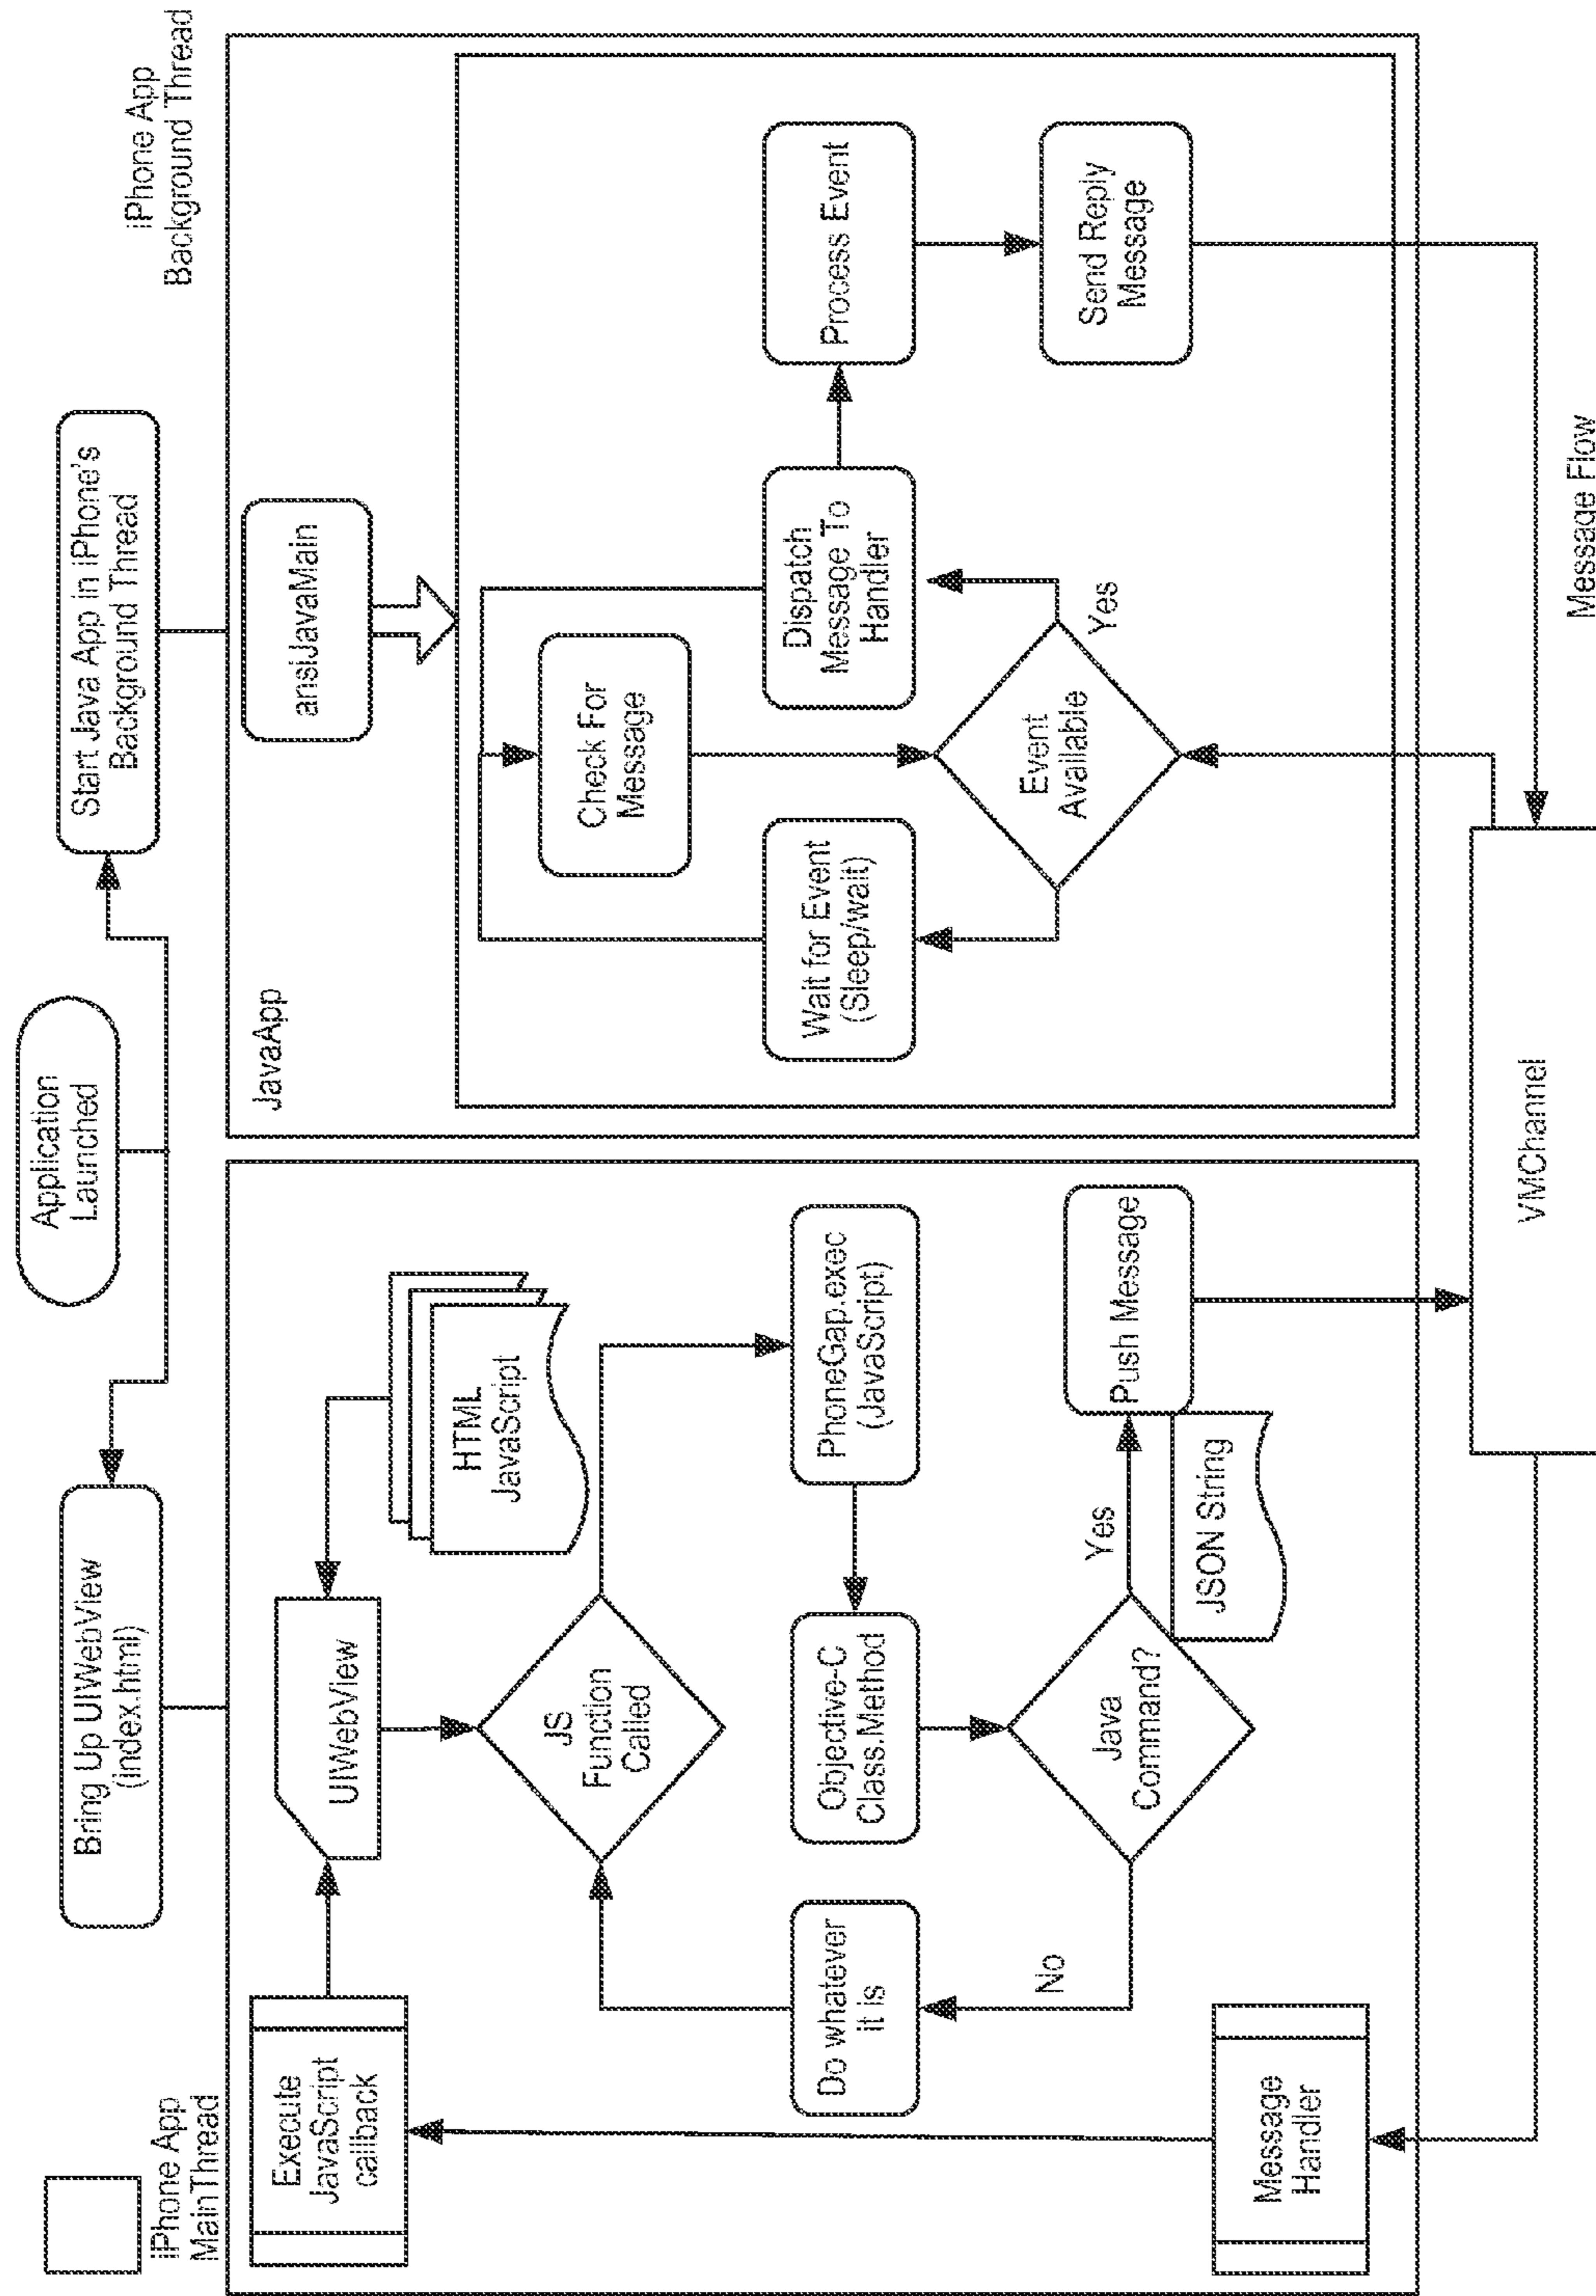 Application
Launched
iPhone App
MainThread
Bring Up UIWebView
(index.html)
Start Java App in iPhone's
Background Thread
iPhone App
Background Thread
Execute
JavaScript
callback
UIWebView
HTML
JavaScript
JS
Function
Called
Do whatever
it is
Objective-C
Class.Method
PhoneGap.exec
(JavaScript)
No
Java
Command?
Yes
Push Message
JSON String
Message
Handler
JavaApp
ansiJavaMain
Check For
Message
Wait for Event
(Sleep/wait)
Dispatch
Message To
Handler
Process Event
Event
Available
Yes
Send Reply
Message
VMChannel
Message Flow